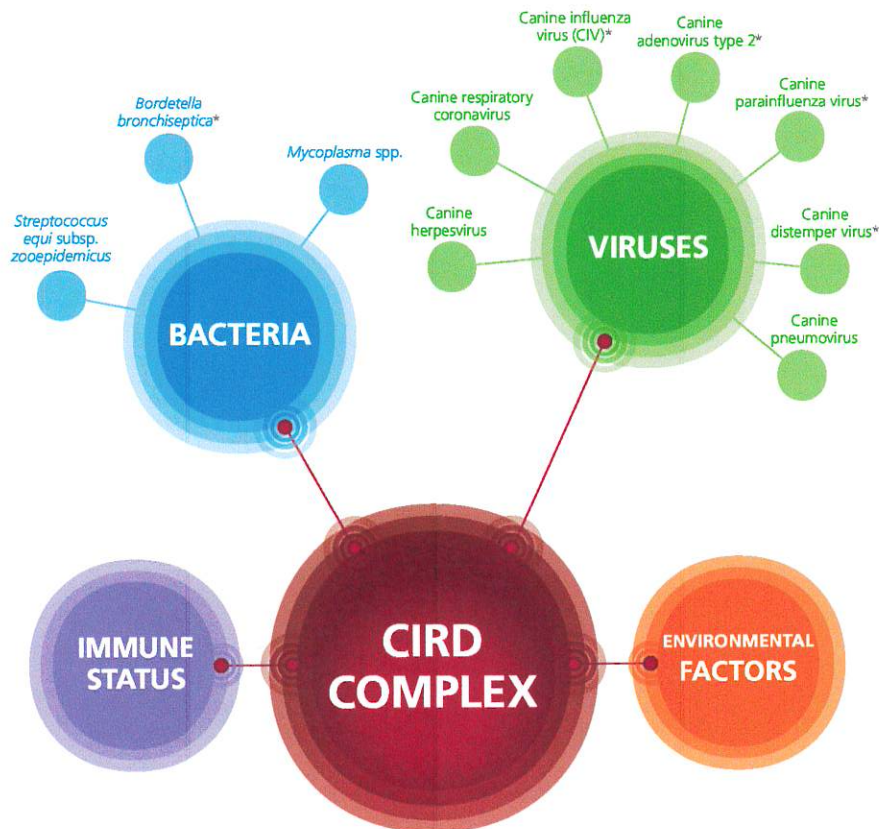 Canine influenza
virus (CIV)*
Canine
adenovirus type 2*
Canine respiratory
coronavirus
Canine
parainfluenza virus*
Bordetella
bronchiseptica*
Mycoplasma spp.
Canine
herpesvirus
Canine
distemper virus*
Streptococcus
equi subsp.
zooepidemicus
VIRUSES
BACTERIA
Canine
pneumovirus
IMMUNE
STATUS
CIRD
COMPLEX
ENVIRONMENTAL
FACTORS